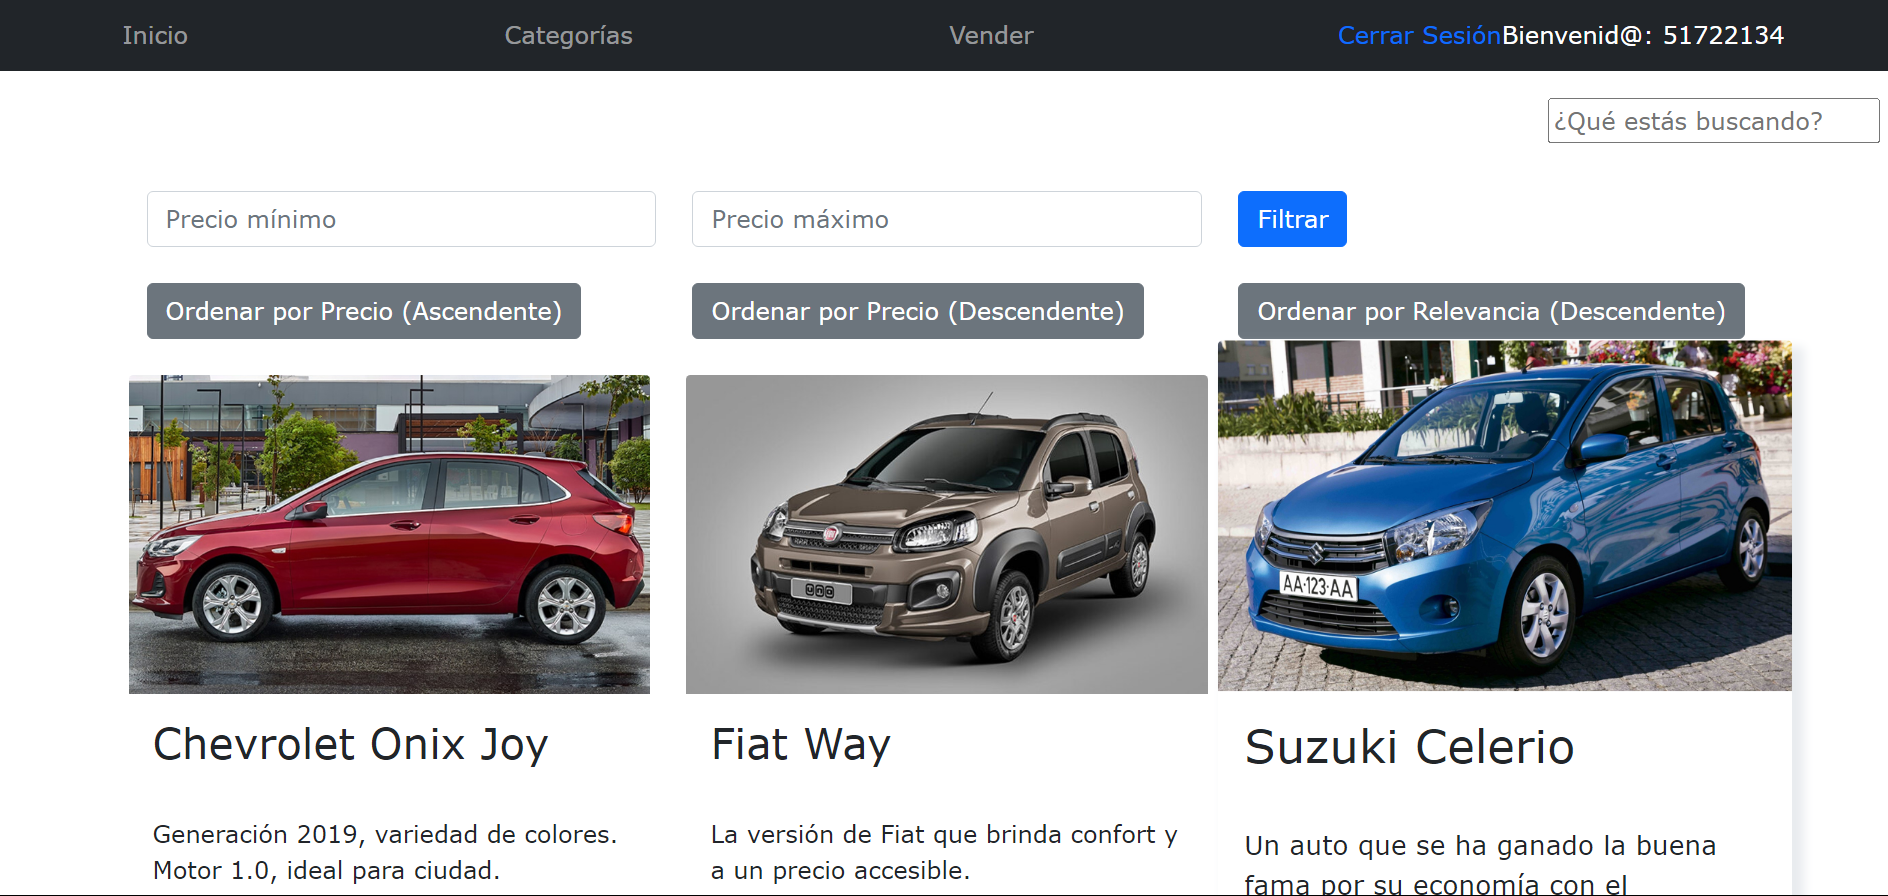 Inicio
Categorías
Vender
Cerrar Sesión
Bienvenid@: 51722134
¿Qué estás buscando?
Precio mínimo
Precio máximo
Filtrar
Ordenar por Precio (Ascendente)
Ordenar por Precio (Descendente)
Ordenar por Relevancia (Descendente)
uno
AA·123·AA
Chevrolet Onix Joy
Generación 2019, variedad de colores.
Motor 1.0, ideal para ciudad.
Fiat Way
La versión de Fiat que brinda confort y
a un precio accesible.
Suzuki Celerio
Un auto que se ha ganado la buena
fama por su economía con el